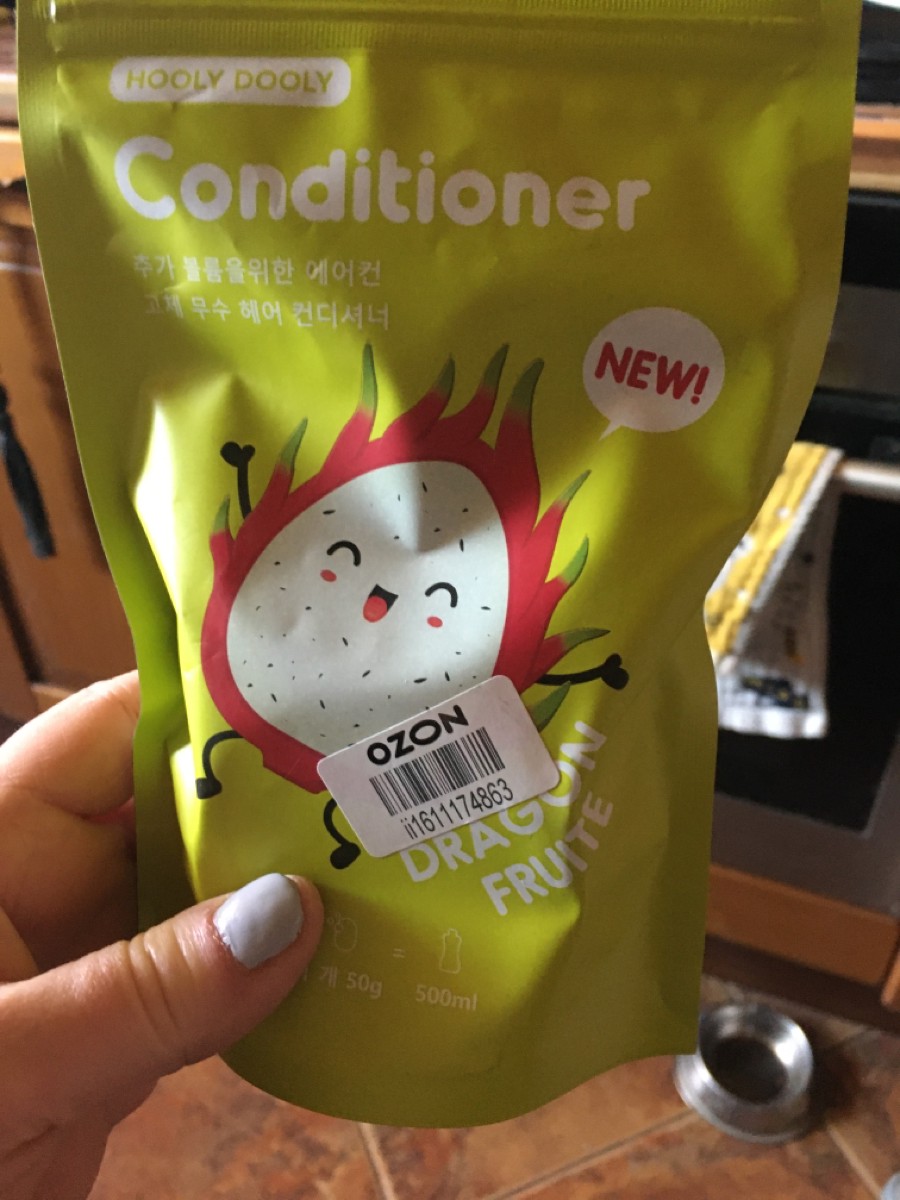 HOOLY DOOLY
Conditioner
추가 볼륨을위한 에어컨
고체 무수 헤어 컨디셔너
NEW!
OZON
ii1611174863
DRAGON
FRUITE
=
개 50g
500ml